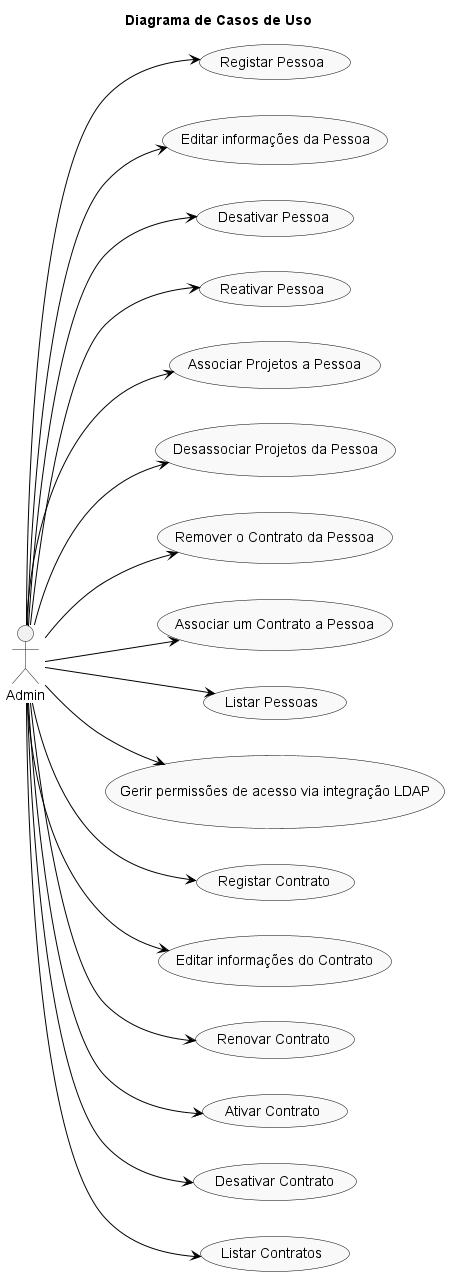 Diagrama de Casos de Uso
Registar Pessoa
Editar informações da Pessoa
Desativar Pessoa
Reativar Pessoa
Associar Projetos a Pessoa
Desassociar Projetos da Pessoa
Remover o Contrato da Pessoa
Associar um Contrato a Pessoa
Admin
Listar Pessoas
Gerir permissões de acesso via integração LDAP
Registar Contrato
Editar informações do Contrato
Renovar Contrato
Ativar Contrato
Desativar Contrato
Listar Contratos